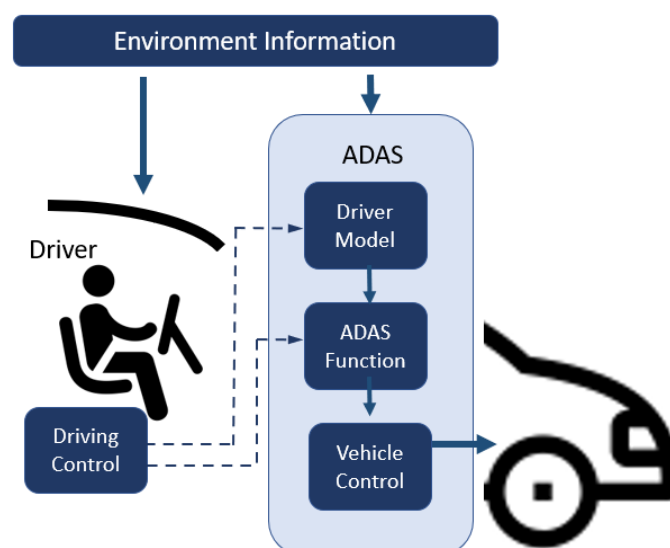 Environment Information
ADAS
Driver
Model
Driver
ADAS
Function
Driving
Control
Vehicle
Control